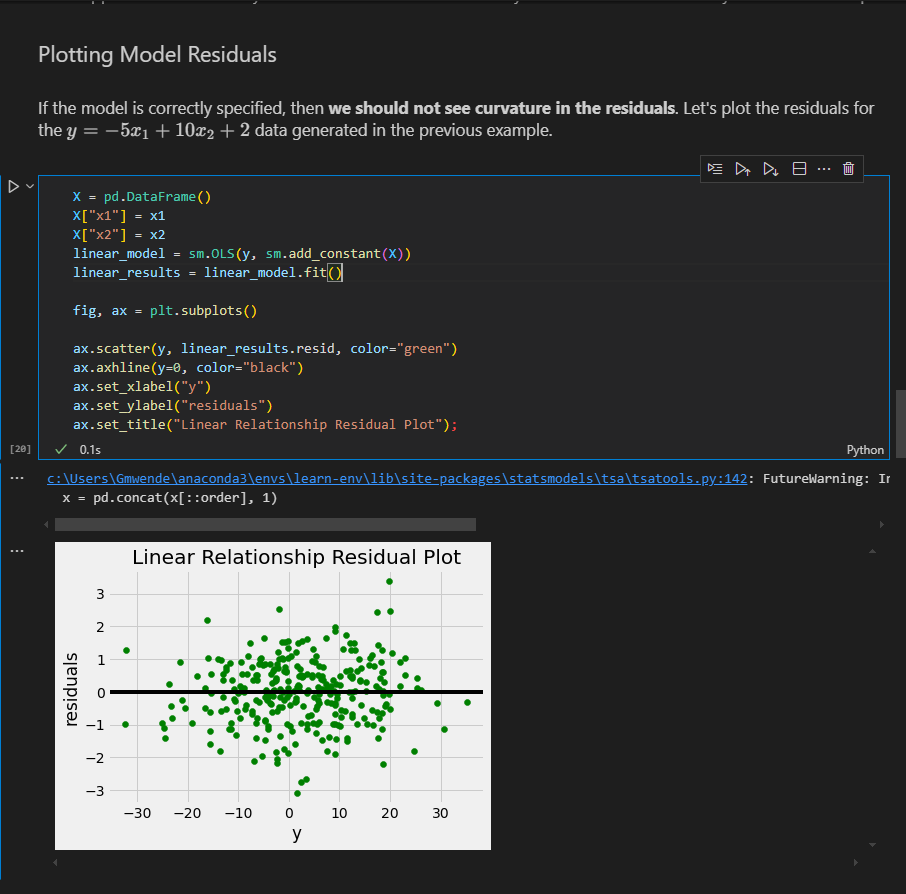 Plotting Model Residuals
If the model is correctly specified, then we should not see curvature in the residuals. Let's plot the residuals for
the y = −5x₁ + 10x₂ + 2 data generated in the previous example.
X = pd.DataFrame()
X["x1"] = x1
X["x2"] = x2
linear_model = sm.OLS(y, sm.add_constant(X))
linear_results = linear_model.fit()
fig, ax = plt.subplots()
ax.scatter(y, linear_results.resid, color="green")
ax.axhline(y=0, color="black")
ax.set_xlabel("y")
ax.set_ylabel("residuals")
ax.set_title("Linear Relationship Residual Plot");
[20] 0.1s Python
c:\Users\Gmwende\anaconda3\envs\learn-env\lib\site-packages\statsmodels\tsa\tsatools.py:142: FutureWarning: In
x = pd.concat(x[::order], 1)
Linear Relationship Residual Plot
3
2
1
0
−1
−2
−3
residuals
−30 −20 −10 0 10 20 30
y